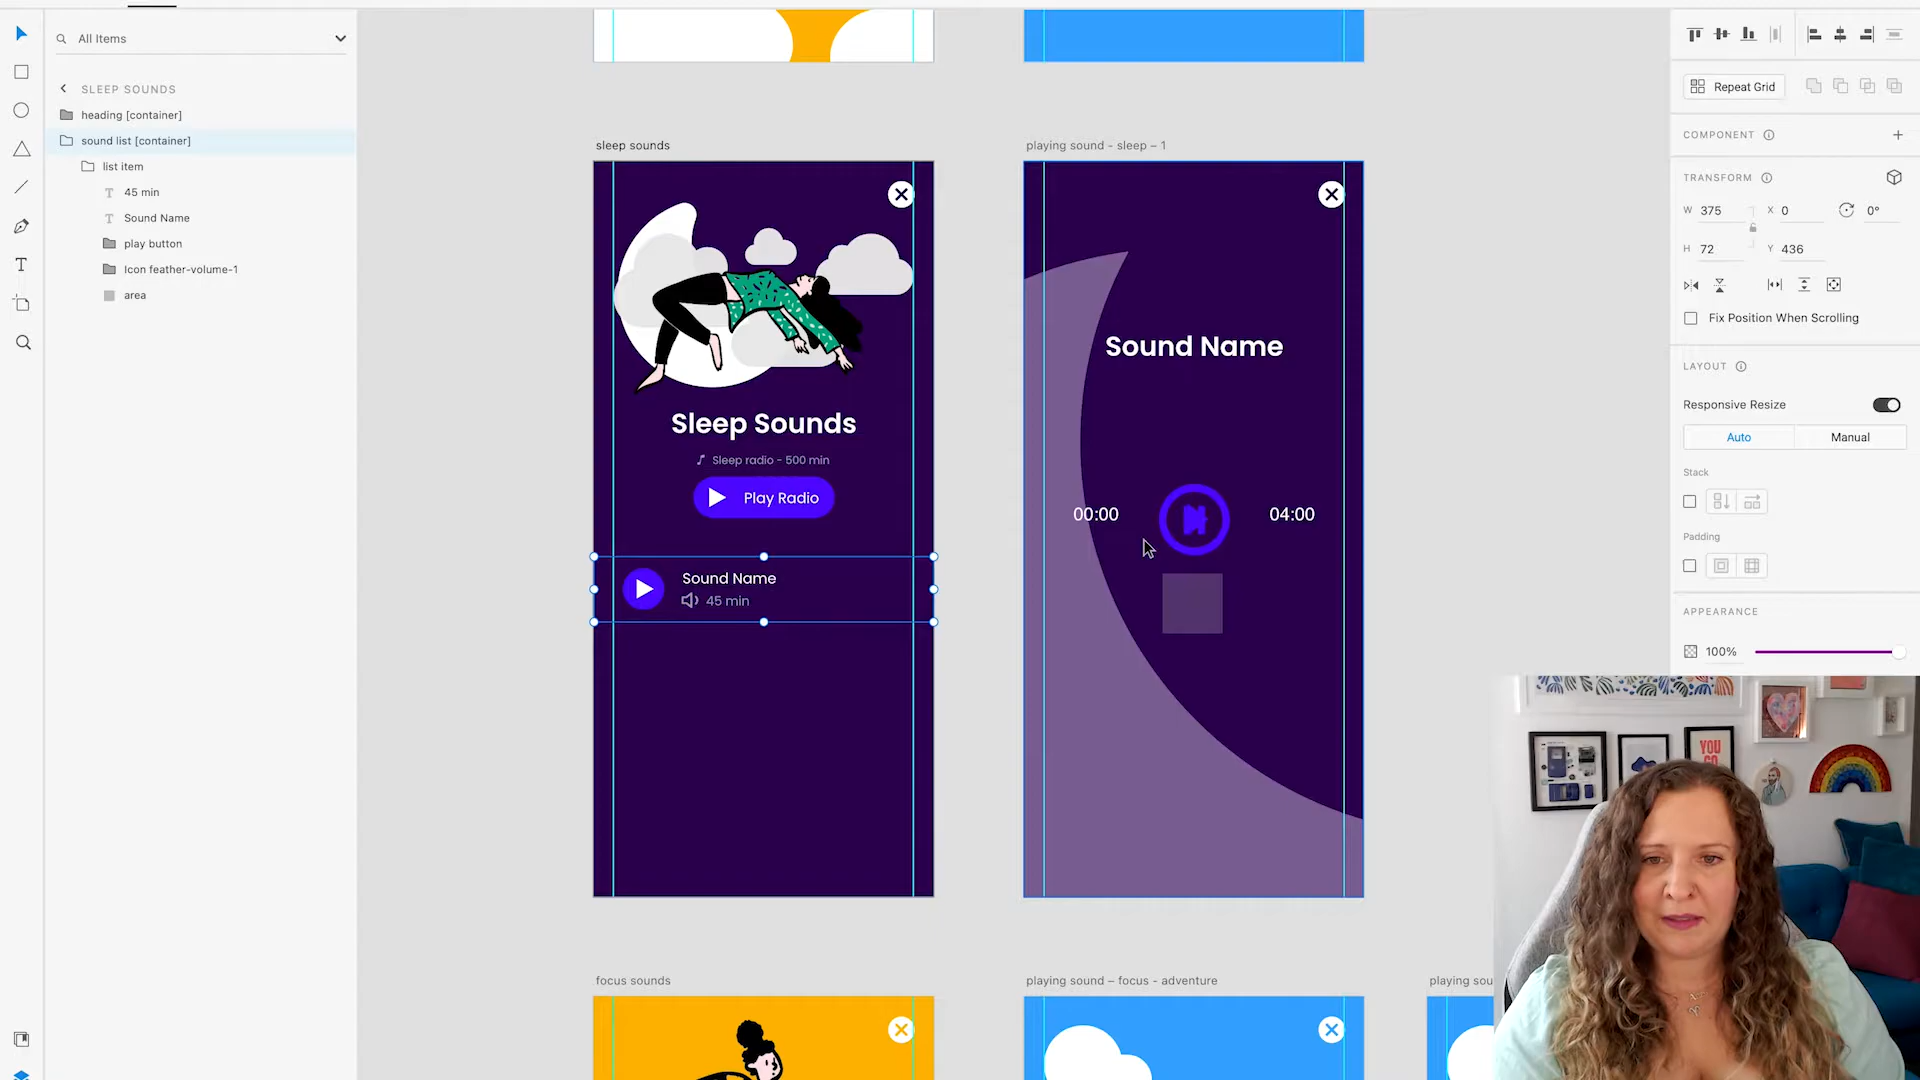 All Items
SLEEP SOUNDS
heading [container]
sound list [container]
list item
45 min
Sound Name
play button
Icon feather-volume-1
area
sleep sounds
Sleep Sounds
Sleep radio - 500 min
Play Radio
Sound Name
45 min
playing sound - sleep – 1
Sound Name
00:00
04:00
focus sounds
playing sound – focus - adventure
playing sou
Repeat Grid
COMPONENT
TRANSFORM
W 375
X 0
0°
H 72
Y 436
Fix Position When Scrolling
LAYOUT
Responsive Resize
Auto
Manual
Stack
Padding
APPEARANCE
100%
YOU